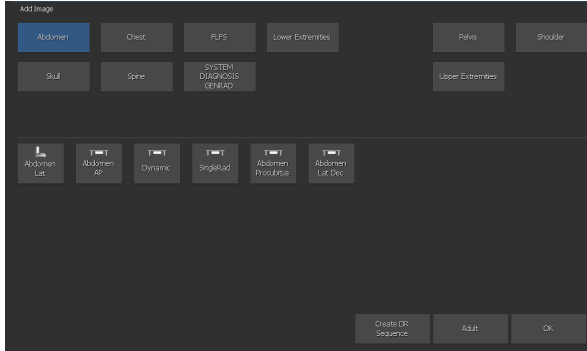 Add Image
Abdomen
Chest
FLFS
Lower Extremities
Pelvis
Shoulder
Skull
Spine
SYSTEM
DIAGNOSIS
GENRAD
Upper Extremities
Abdomen
Lat
Abdomen
AP
Dynamic
SingleRad
Abdomen
Procubitus
Abdomen
Lat Dec
Create DR
Sequence
Adult
OK